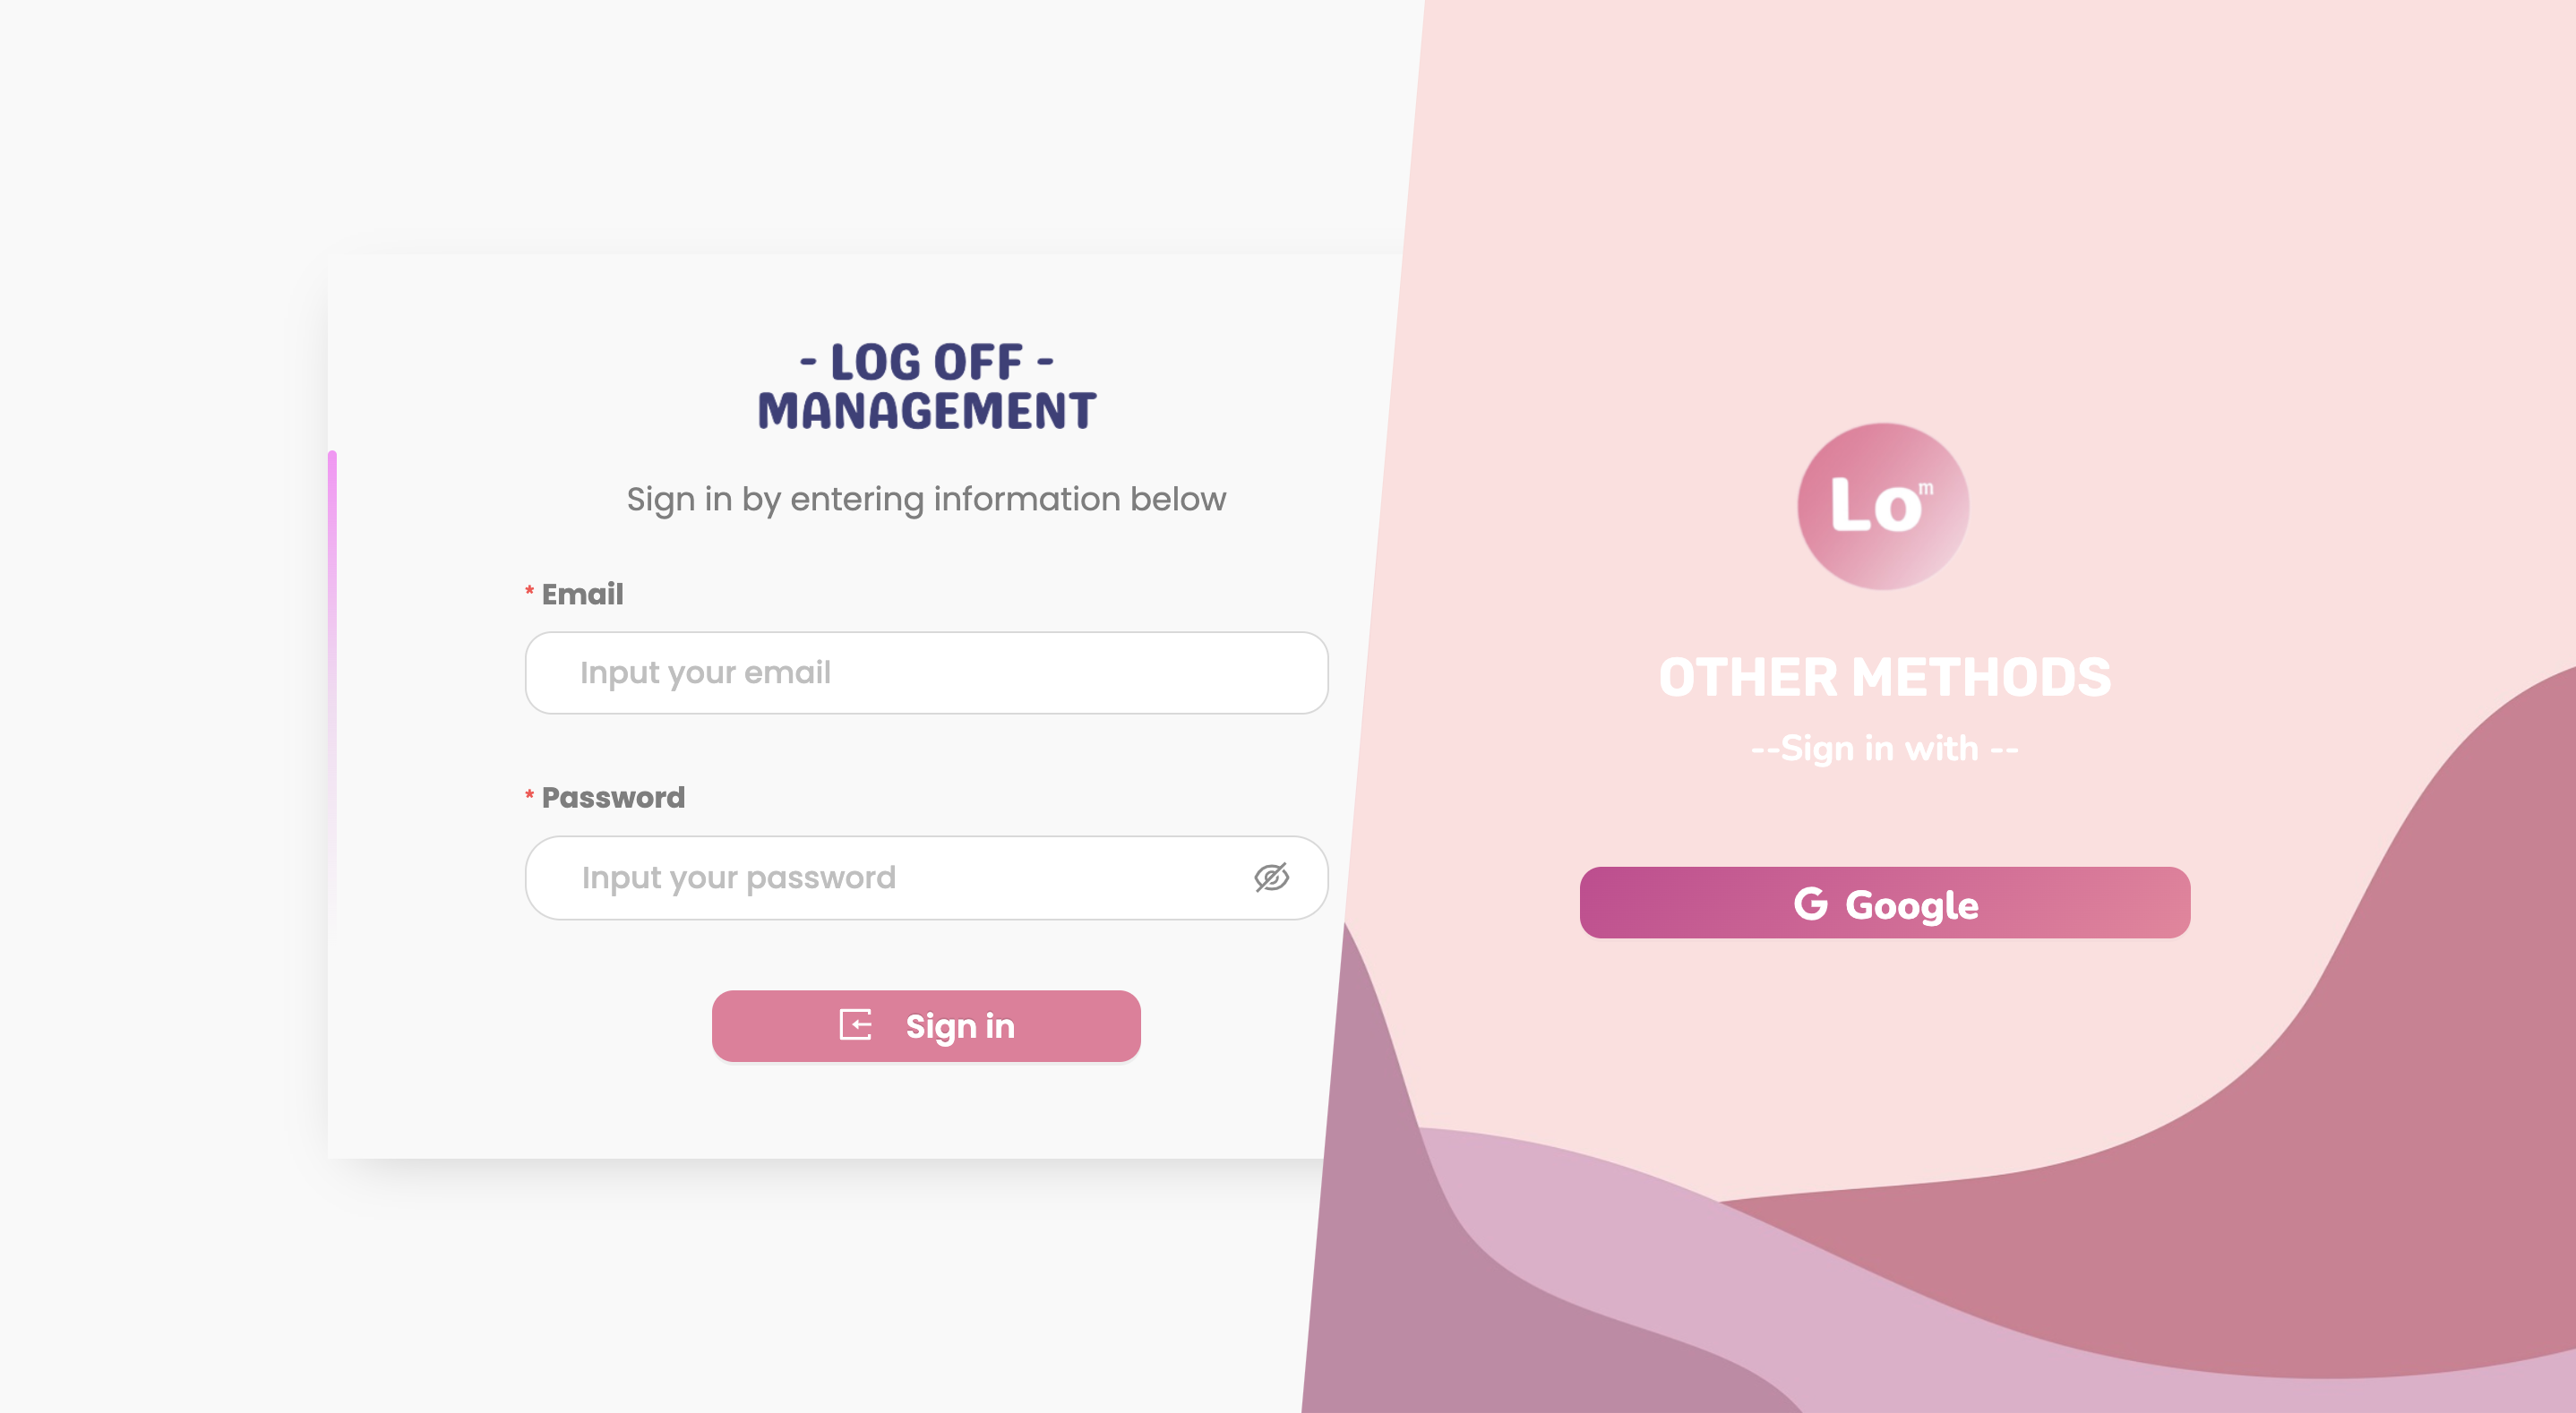 - LOG OFF -
MANAGEMENT
Sign in by entering information below
* Email
Input your email
* Password
Input your password
Sign in
Lo m
OTHER METHODS
--Sign in with --
G Google